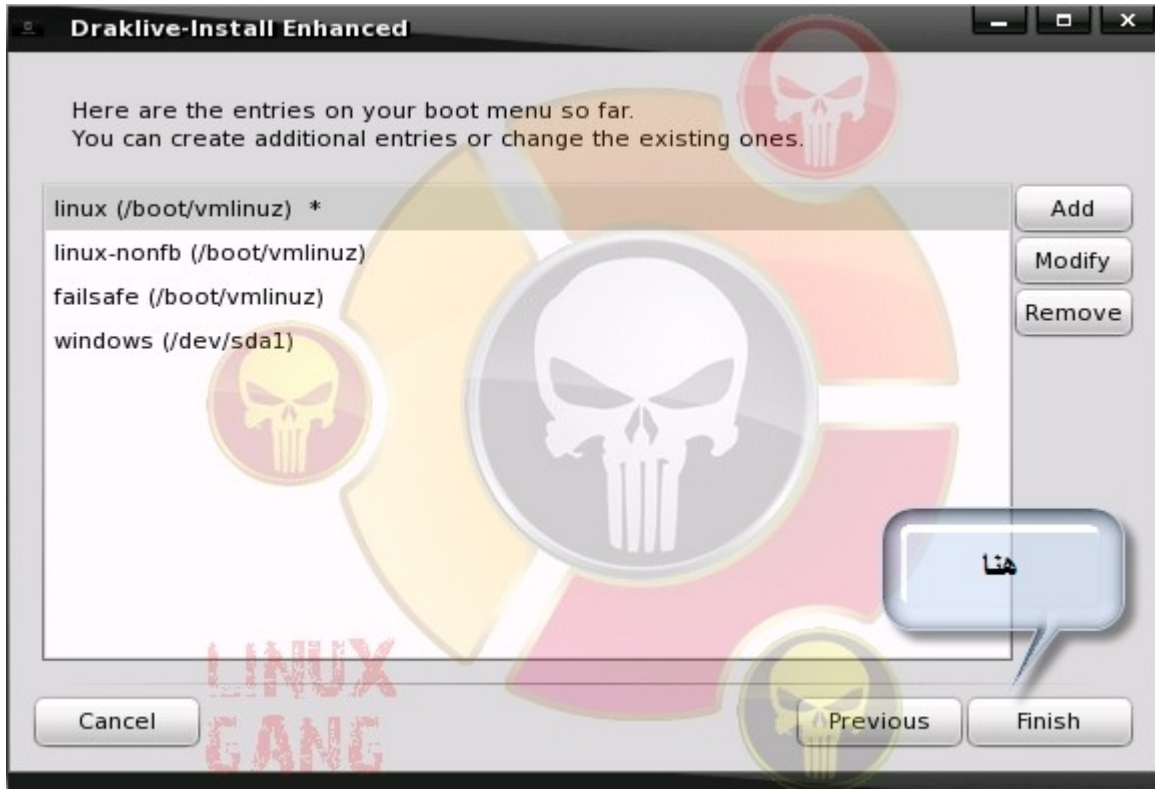 Draklive-Install Enhanced
Here are the entries on your boot menu so far.
You can create additional entries or change the existing ones.
linux (/boot/vmlinuz) *
linux-nonfb (/boot/vmlinuz)
failsafe (/boot/vmlinuz)
windows (/dev/sda1)
Add
Modify
Remove
هنا
LINUX
GANG
Cancel
Previous
Finish